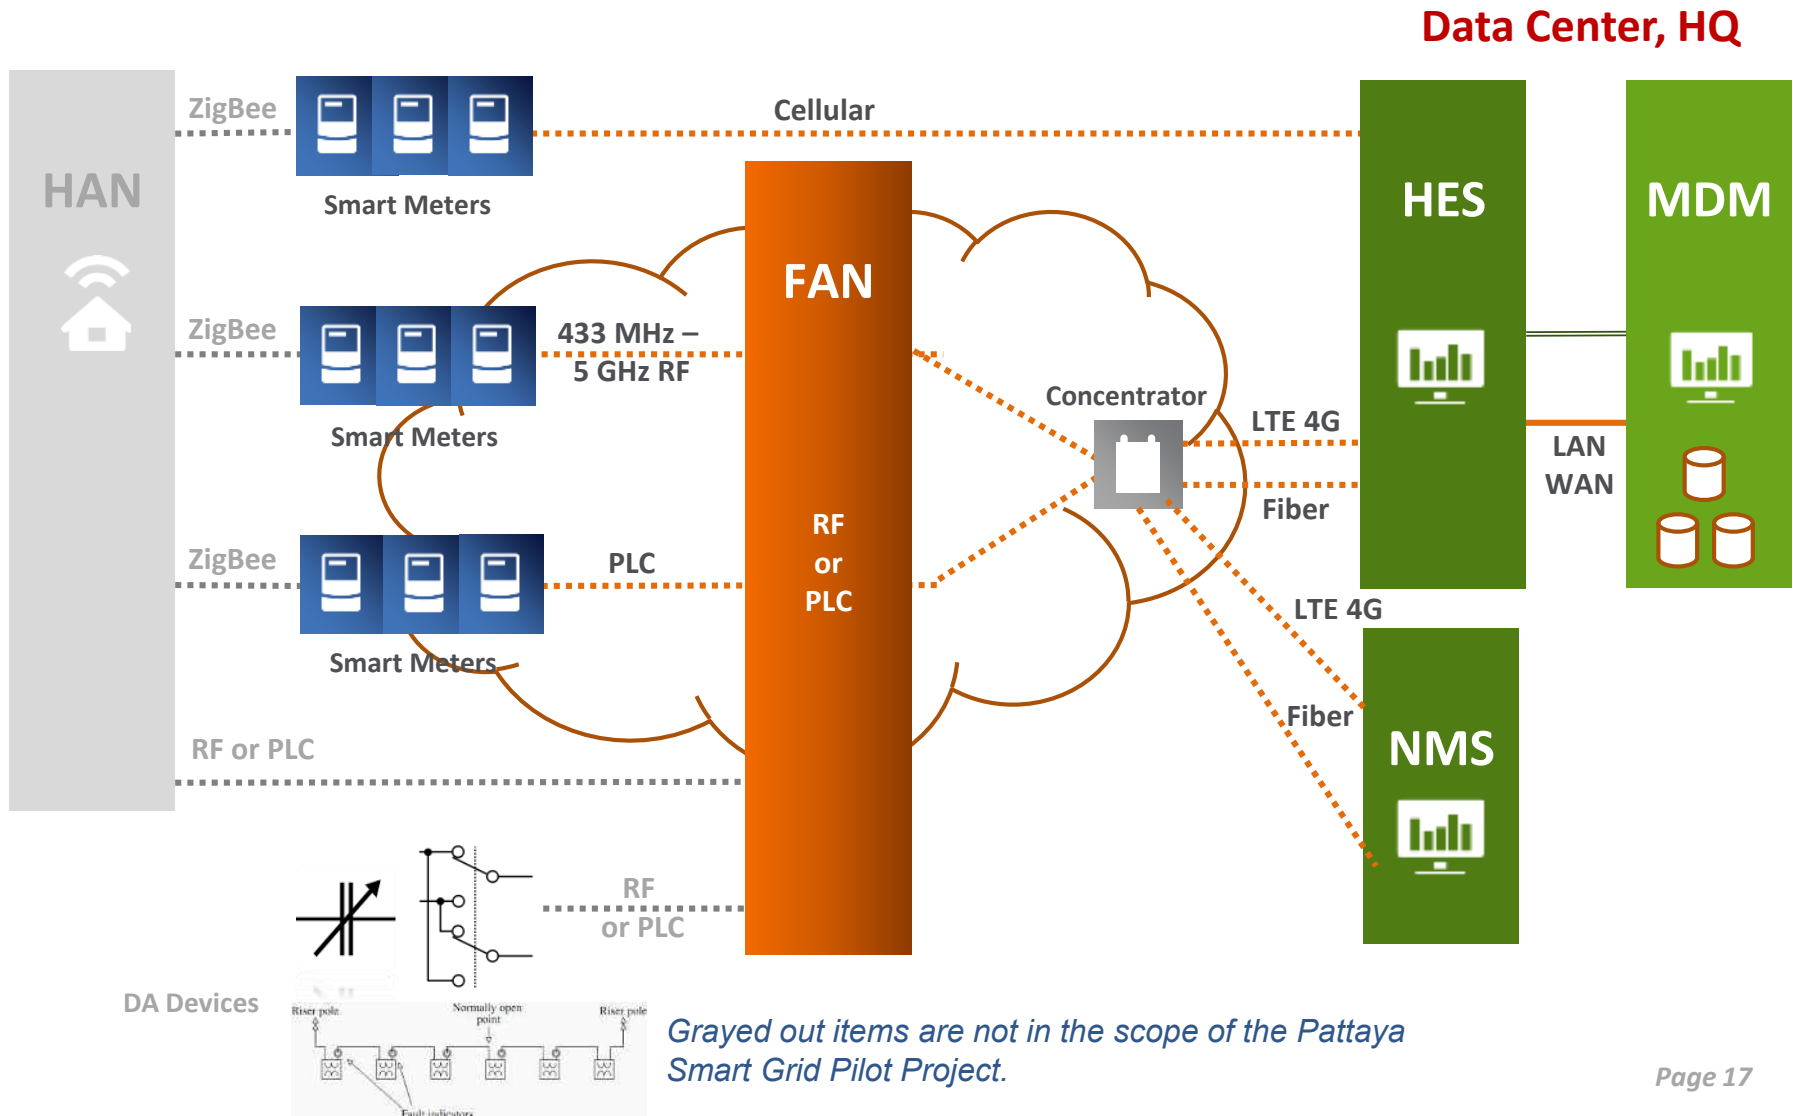 Data Center, HQ
ZigBee
Cellular
HAN
Smart Meters
HES
MDM
FAN
ZigBee
433 MHz –
5 GHz RF
Smart Meters
Concentrator
LTE 4G
Fiber
LAN
WAN
ZigBee
PLC
RF
or
PLC
Smart Meters
LTE 4G
Fiber
RF or PLC
NMS
RF
or PLC
DA Devices
Riser pole
Normally open
point
Riser pole
Fault indicators
Grayed out items are not in the scope of the Pattaya
Smart Grid Pilot Project.
Page 17